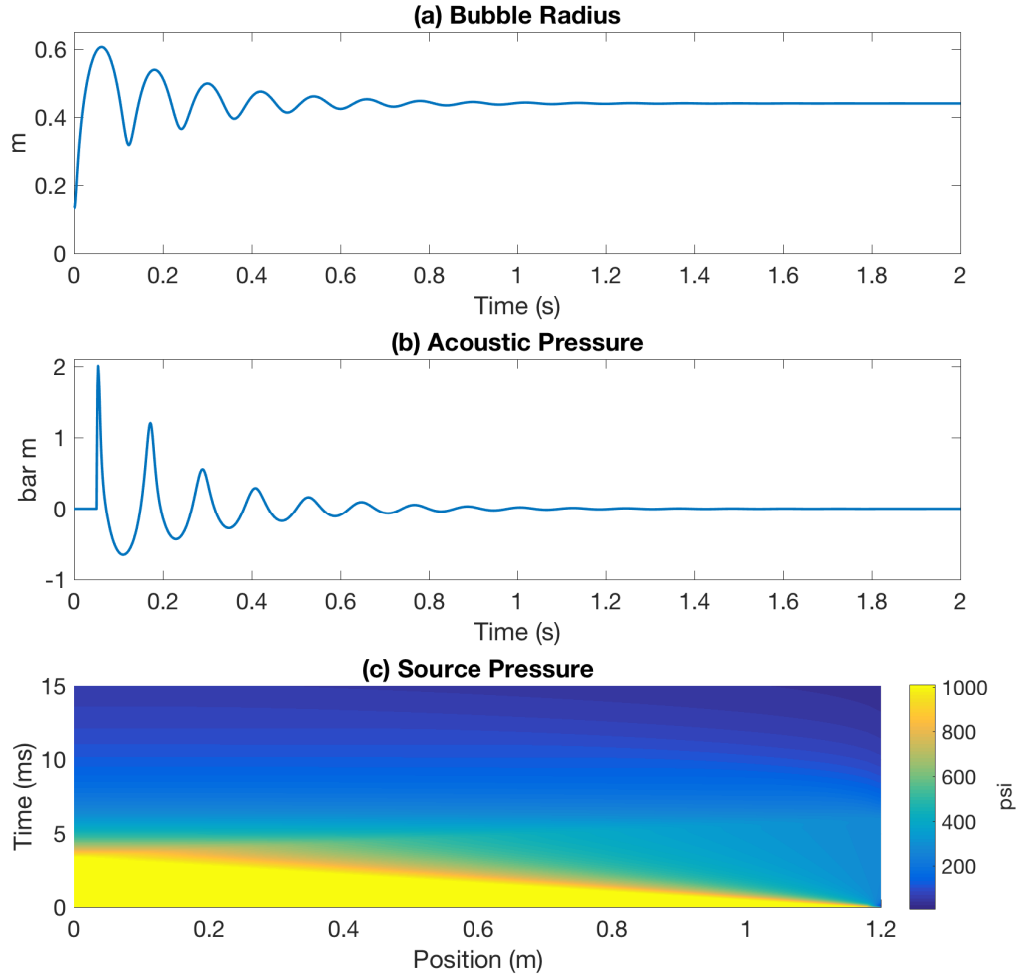 (a) Bubble Radius
0.6
0.4
0.2
0
m
0 0.2 0.4 0.6 0.8 1 1.2 1.4 1.6 1.8 2
Time (s)
(b) Acoustic Pressure
2
1
0
-1
bar m
0 0.2 0.4 0.6 0.8 1 1.2 1.4 1.6 1.8 2
Time (s)
(c) Source Pressure
15
10
5
0
Time (ms)
0 0.2 0.4 0.6 0.8 1 1.2
Position (m)
1000
800
600
400
200
psi